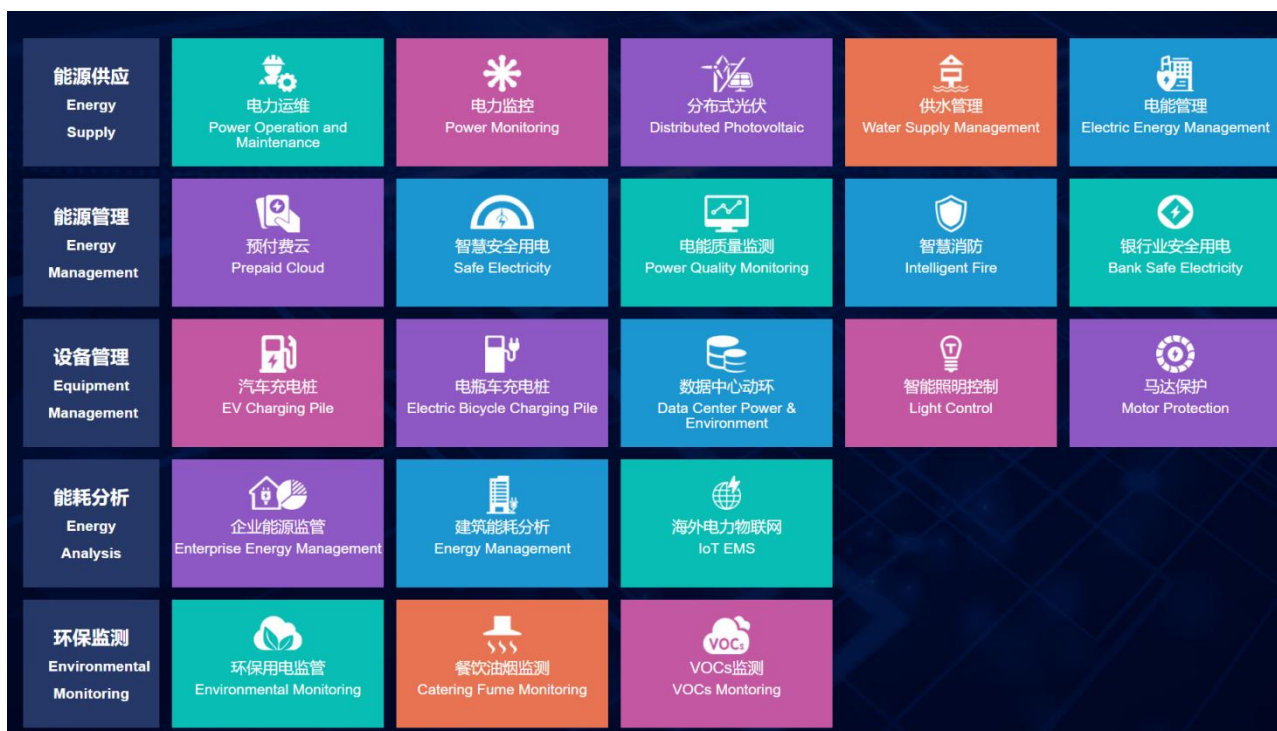 能源供应
Energy
Supply
电力运维
Power Operation and
Maintenance
电力监控
Power Monitoring
分布式光伏
Distributed Photovoltaic
供水管理
Water Supply Management
电能管理
Electric Energy Management
能源管理
Energy
Management
预付费云
Prepaid Cloud
智慧安全用电
Safe Electricity
电能质量监测
Power Quality Monitoring
智慧消防
Intelligent Fire
银行业安全用电
Bank Safe Electricity
设备管理
Equipment
Management
汽车充电桩
EV Charging Pile
电瓶车充电桩
Electric Bicycle Charging Pile
数据中心动环
Data Center Power &
Environment
T
智能照明控制
Light Control
马达保护
Motor Protection
能耗分析
Energy
Analysis
企业能源监管
Enterprise Energy Management
建筑能耗分析
Energy Management
海外电力物联网
IoT EMS
环保监测
Environmental
Monitoring
环保用电监管
Environmental Monitoring
餐饮油烟监测
Catering Fume Monitoring
VOCs
VOCs监测
VOCs Montoring